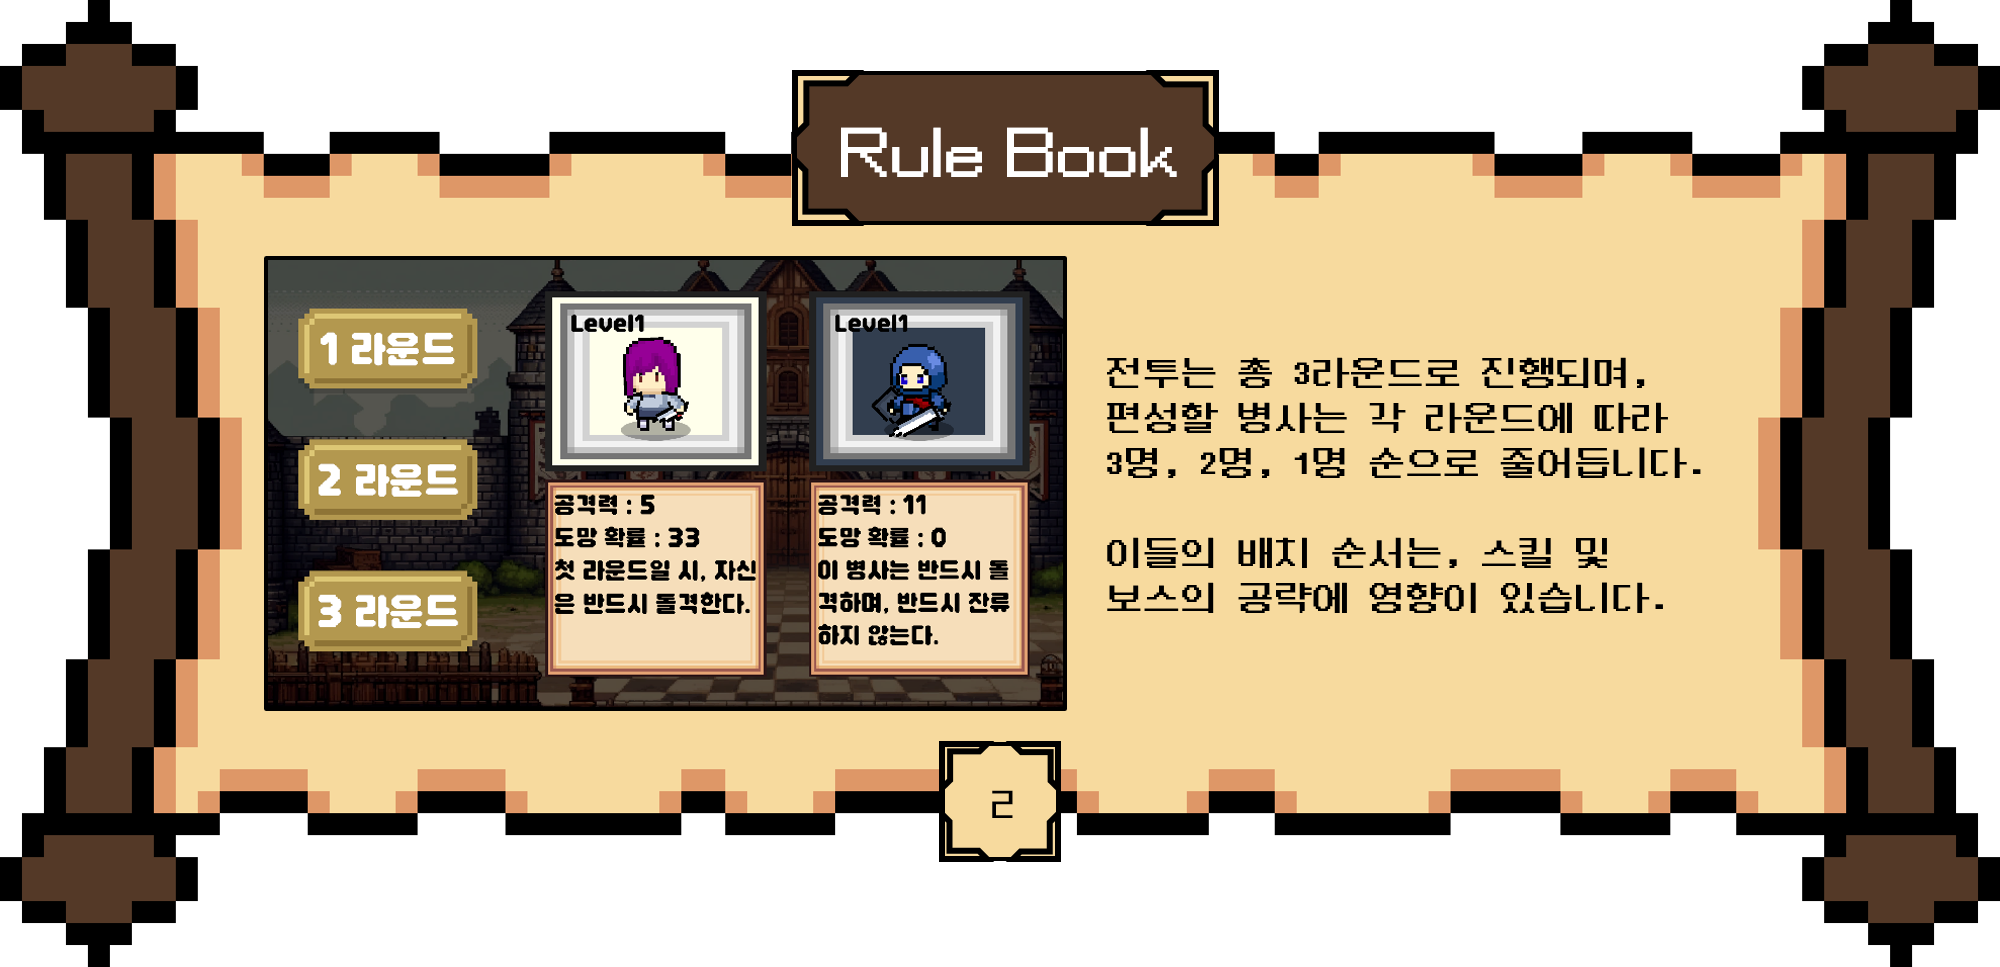 Rule Book
1 라운드
2 라운드
3 라운드
Level1
공격력 : 5
도망 확률 : 33
첫 라운드일 시, 자신
은 반드시 돌격한다.
Level1
공격력 : 11
도망 확률 : 0
이 병사는 반드시 돌
격하며, 반드시 잔류
하지 않는다.
전투는 총 3라운드로 진행되며,
편성할 병사는 각 라운드에 따라
3명, 2명, 1명 순으로 줄어듭니다.
이들의 배치 순서는, 스킬 및
보스의 공략에 영향이 있습니다.
2